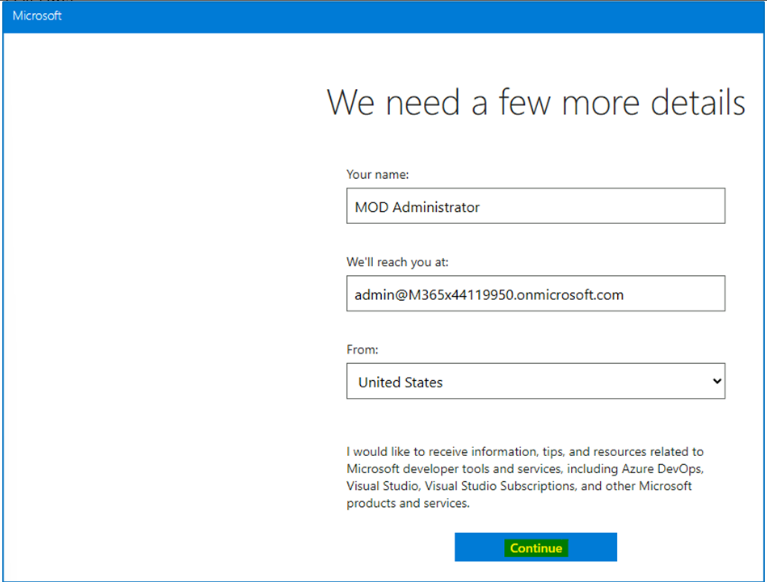 Microsoft
We need a few more details
Your name:
MOD Administrator
We'll reach you at:
admin@M365x44119950.onmicrosoft.com
From:
United States
I would like to receive information, tips, and resources related to
Microsoft developer tools and services, including Azure DevOps,
Visual Studio, Visual Studio Subscriptions, and other Microsoft
products and services.
Continue